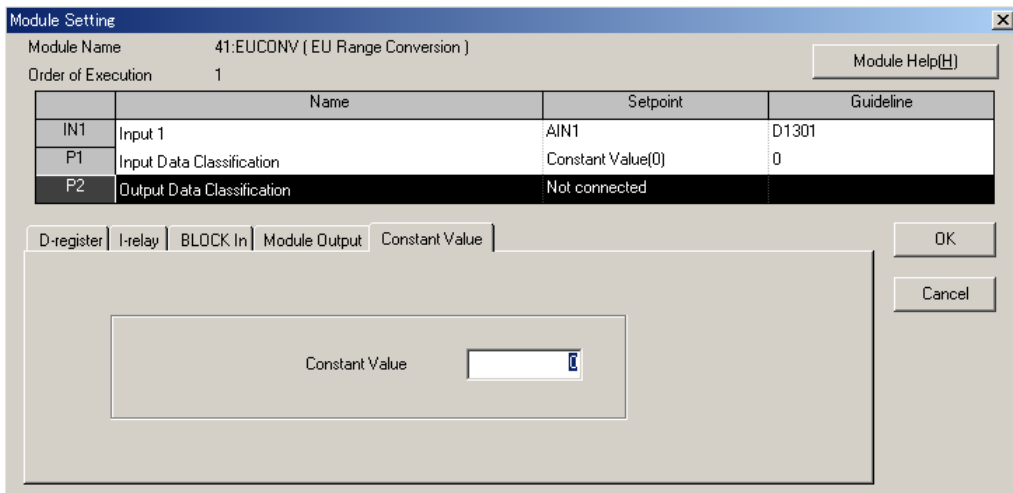 Module Setting
Module Name 41:EUCONV ( EU Range Conversion )
Module Help(H)
Order of Execution 1
Name Setpoint Guideline
IN1 Input 1 AIN1 D1301
P1 Input Data Classification Constant Value(0) 0
P2 Output Data Classification Not connected
D-register I-relay BLOCK In Module Output Constant Value
OK
Cancel
Constant Value 0